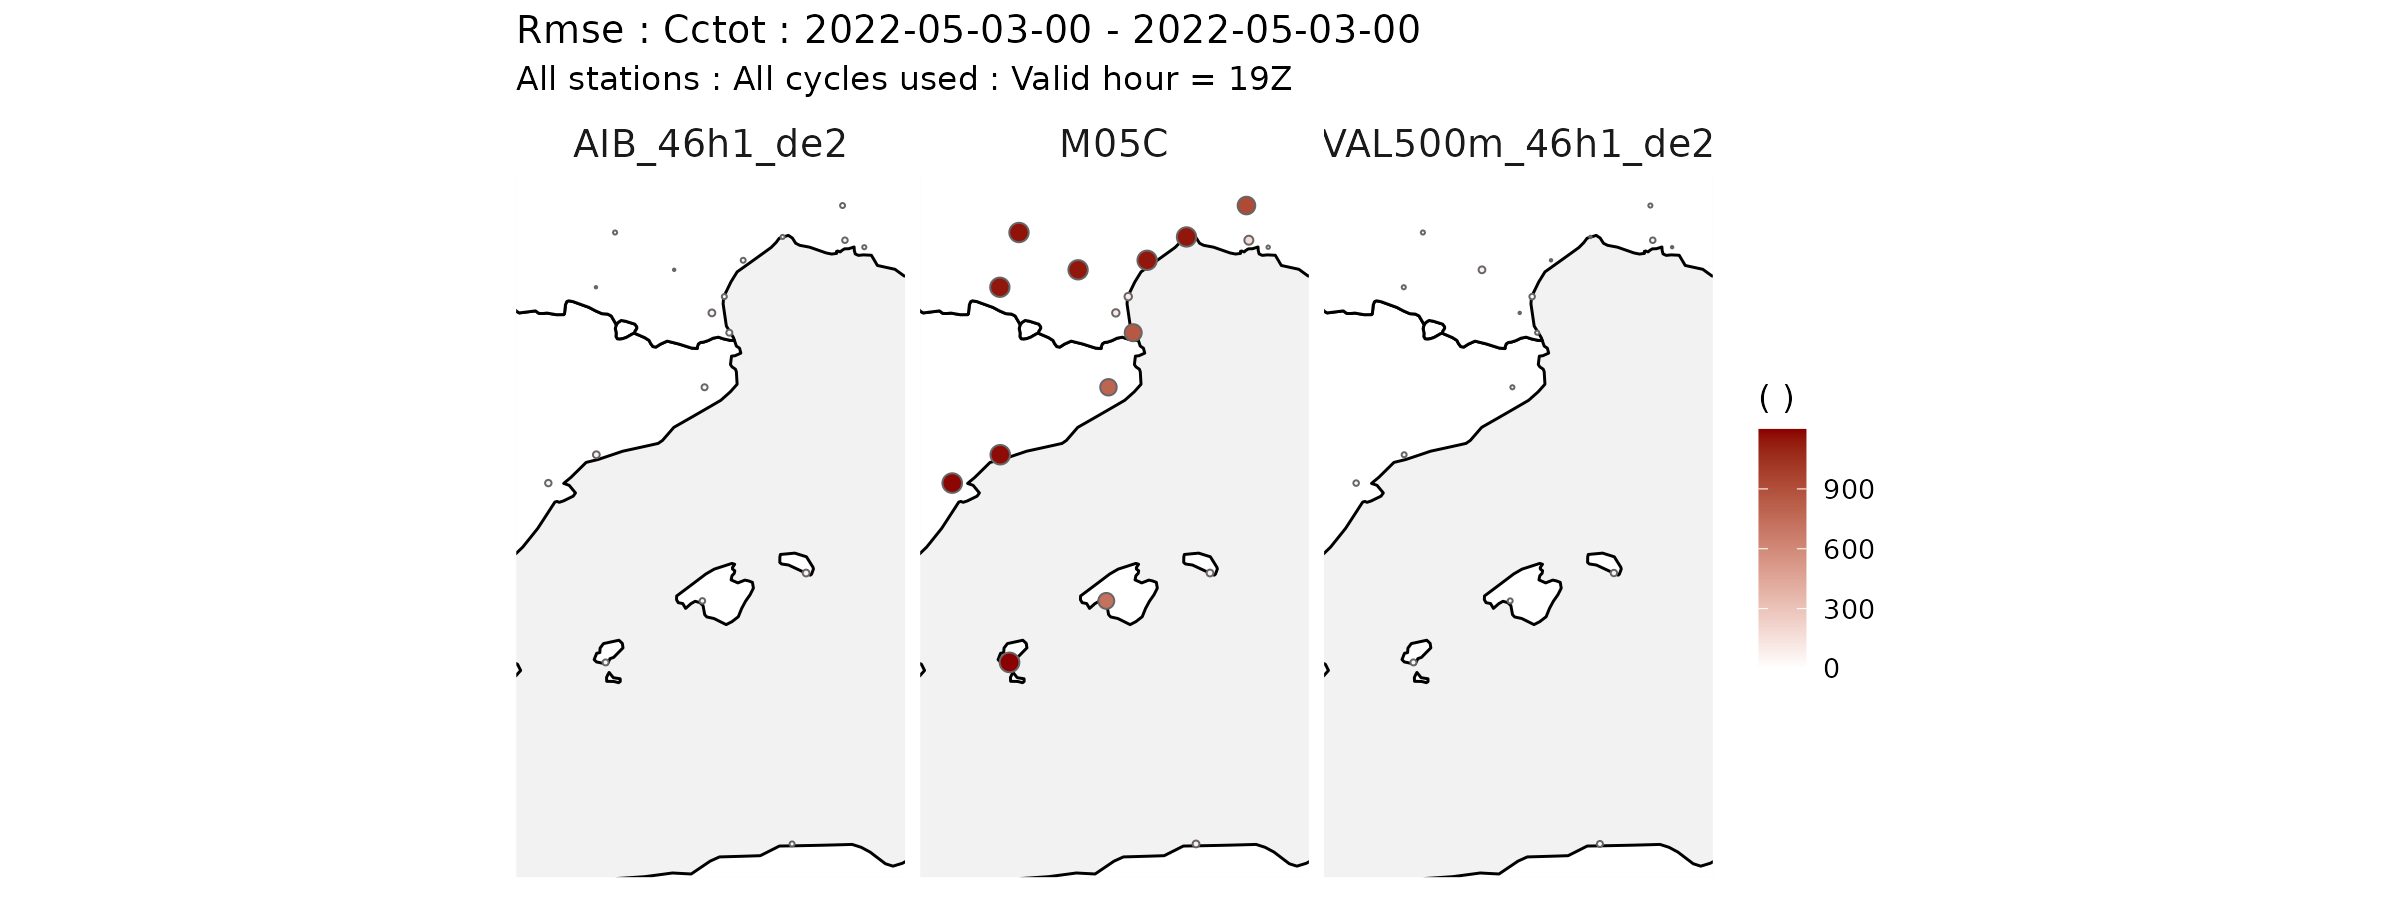 Rmse : Cctot : 2022-05-03-00 - 2022-05-03-00
All stations : All cycles used : Valid hour = 19Z
AIB_46h1_de2
M05C
VAL500m_46h1_de2
( )
900
600
300
0